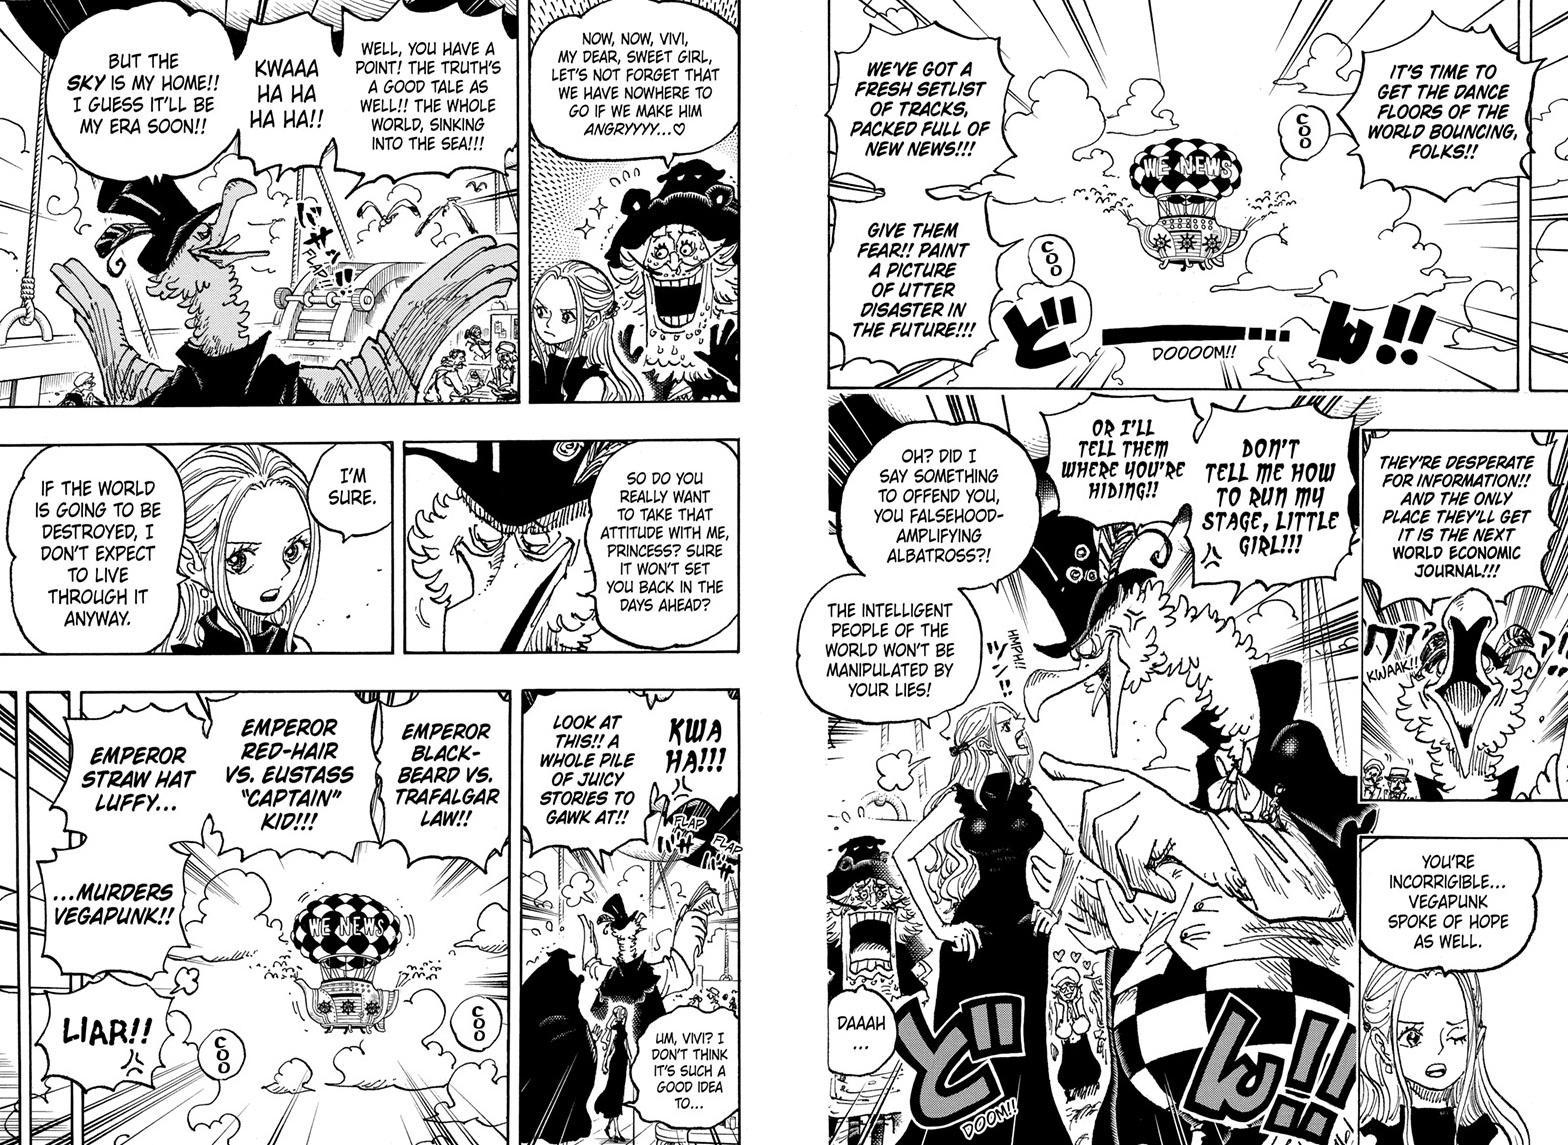 IT'S TIME TO
GET THE DANCE
FLOORS OF THE
WORLD BOUNCING,
FOLKS!!
COO
WE NEWS
WE'VE GOT A
FRESH SETLIST
OF TRACKS,
PACKED FULL OF
NEW NEWS!!!
COO
GIVE THEM
FEAR!! PAINT
A PICTURE
OF UTTER
DISASTER IN
THE FUTURE!!!
ドーン!!
DOOOOM!!
THEY'RE DESPERATE
FOR INFORMATION!!
AND THE ONLY
PLACE THEY'LL GET
IT IS THE NEXT
WORLD ECONOMIC
JOURNAL!!!
KWAAK!!
YOU'RE
INCORRIGIBLE...
VEGAPUNK
SPOKE OF HOPE
AS WELL.
DON'T
TELL ME HOW
TO RUN MY
STAGE, LITTLE
GIRL!!!
OR I'LL
TELL THEM
WHERE YOU'RE
HIDING!!
OH? DID I
SAY SOMETHING
TO OFFEND YOU,
YOU FALSEHOOD-
AMPLIFYING
ALBATROSS?!
THE INTELLIGENT
PEOPLE OF THE
WORLD WON'T BE
MANIPULATED BY
YOUR LIES!
HMPH!!
ツン!!
DAAAH
...
ドん!!
DOOM!!
NOW, NOW, VIVI,
MY DEAR, SWEET GIRL,
LET'S NOT FORGET THAT
WE HAVE NOWHERE TO
GO IF WE MAKE HIM
ANGRYYYY...♡
WELL, YOU HAVE A
POINT! THE TRUTH'S
A GOOD TALE AS
WELL!! THE WHOLE
WORLD, SINKING
INTO THE SEA!!!
KWAAA
HA HA
HA HA!!
BUT THE
SKY IS MY HOME!!
I GUESS IT'LL BE
MY ERA SOON!!
バサッ
FLAP
SO DO YOU
REALLY WANT
TO TAKE THAT
ATTITUDE WITH ME,
PRINCESS? SURE
IT WON'T SET
YOU BACK IN THE
DAYS AHEAD?
I'M
SURE.
IF THE WORLD
IS GOING TO BE
DESTROYED, I
DON'T EXPECT
TO LIVE
THROUGH IT
ANYWAY.
KWA
HA!!!
LOOK AT
THIS!! A
WHOLE PILE
OF JUICY
STORIES TO
GAWK AT!!
FLAP
FLAP
UM, VIVI? I
DON'T THINK
IT'S SUCH A
GOOD IDEA
TO...
EMPEROR
BLACK-
BEARD VS.
TRAFALGAR
LAW!!
EMPEROR
RED-HAIR
VS. EUSTASS
"CAPTAIN"
KID!!!
EMPEROR
STRAW HAT
LUFFY...
...MURDERS
VEGAPUNK!!
WE NEWS
COO
COO
LIAR!!